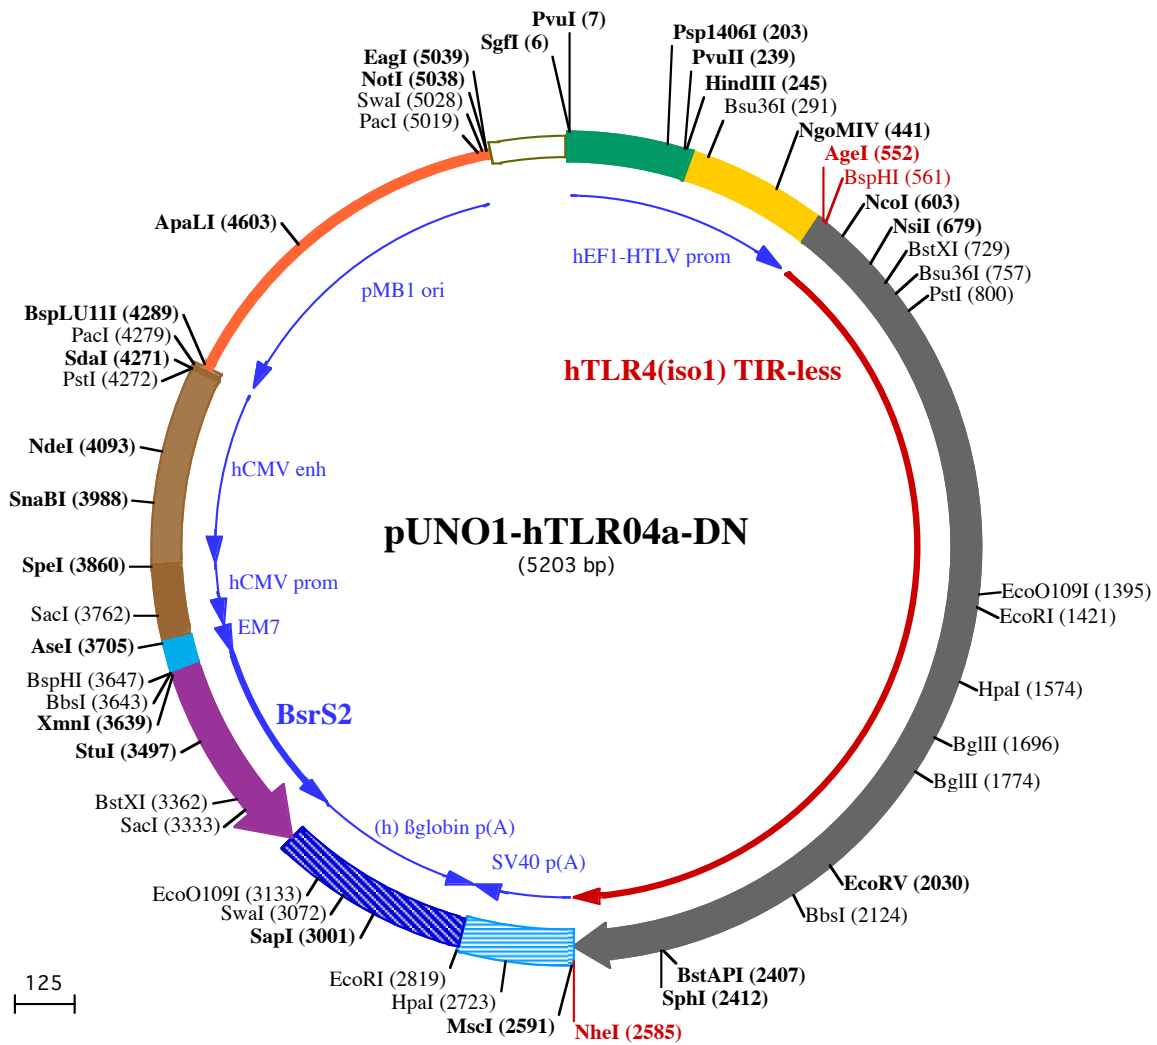 PvuI (7)
SgfI (6)
Psp1406I (203)
PvuII (239)
HindIII (245)
Bsu36I (291)
NgoMIV (441)
AgeI (552)
BspHI (561)
NcoI (603)
NsiI (679)
BstXI (729)
Bsu36I (757)
PstI (800)
EcoO109I (1395)
EcoRI (1421)
HpaI (1574)
BglII (1696)
BglII (1774)
EcoRV (2030)
BbsI (2124)
BstAPI (2407)
SphI (2412)
NheI (2585)
MscI (2591)
HpaI (2723)
EcoRI (2819)
SapI (3001)
SwaI (3072)
EcoO109I (3133)
SacI (3333)
BstXI (3362)
StuI (3497)
XmnI (3639)
BbsI (3643)
BspHI (3647)
AseI (3705)
SacI (3762)
SpeI (3860)
SnaBI (3988)
NdeI (4093)
PstI (4272)
SdaI (4271)
PacI (4279)
BspLU11I (4289)
ApaLI (4603)
PacI (5019)
SwaI (5028)
NotI (5038)
EagI (5039)
hEF1-HTLV prom
pMB1 ori
hTLR4(iso1) TIR-less
hCMV enh
pUNO1-hTLR04a-DN
(5203 bp)
hCMV prom
EM7
BsrS2
(h) ßglobin p(A)
SV40 p(A)
125